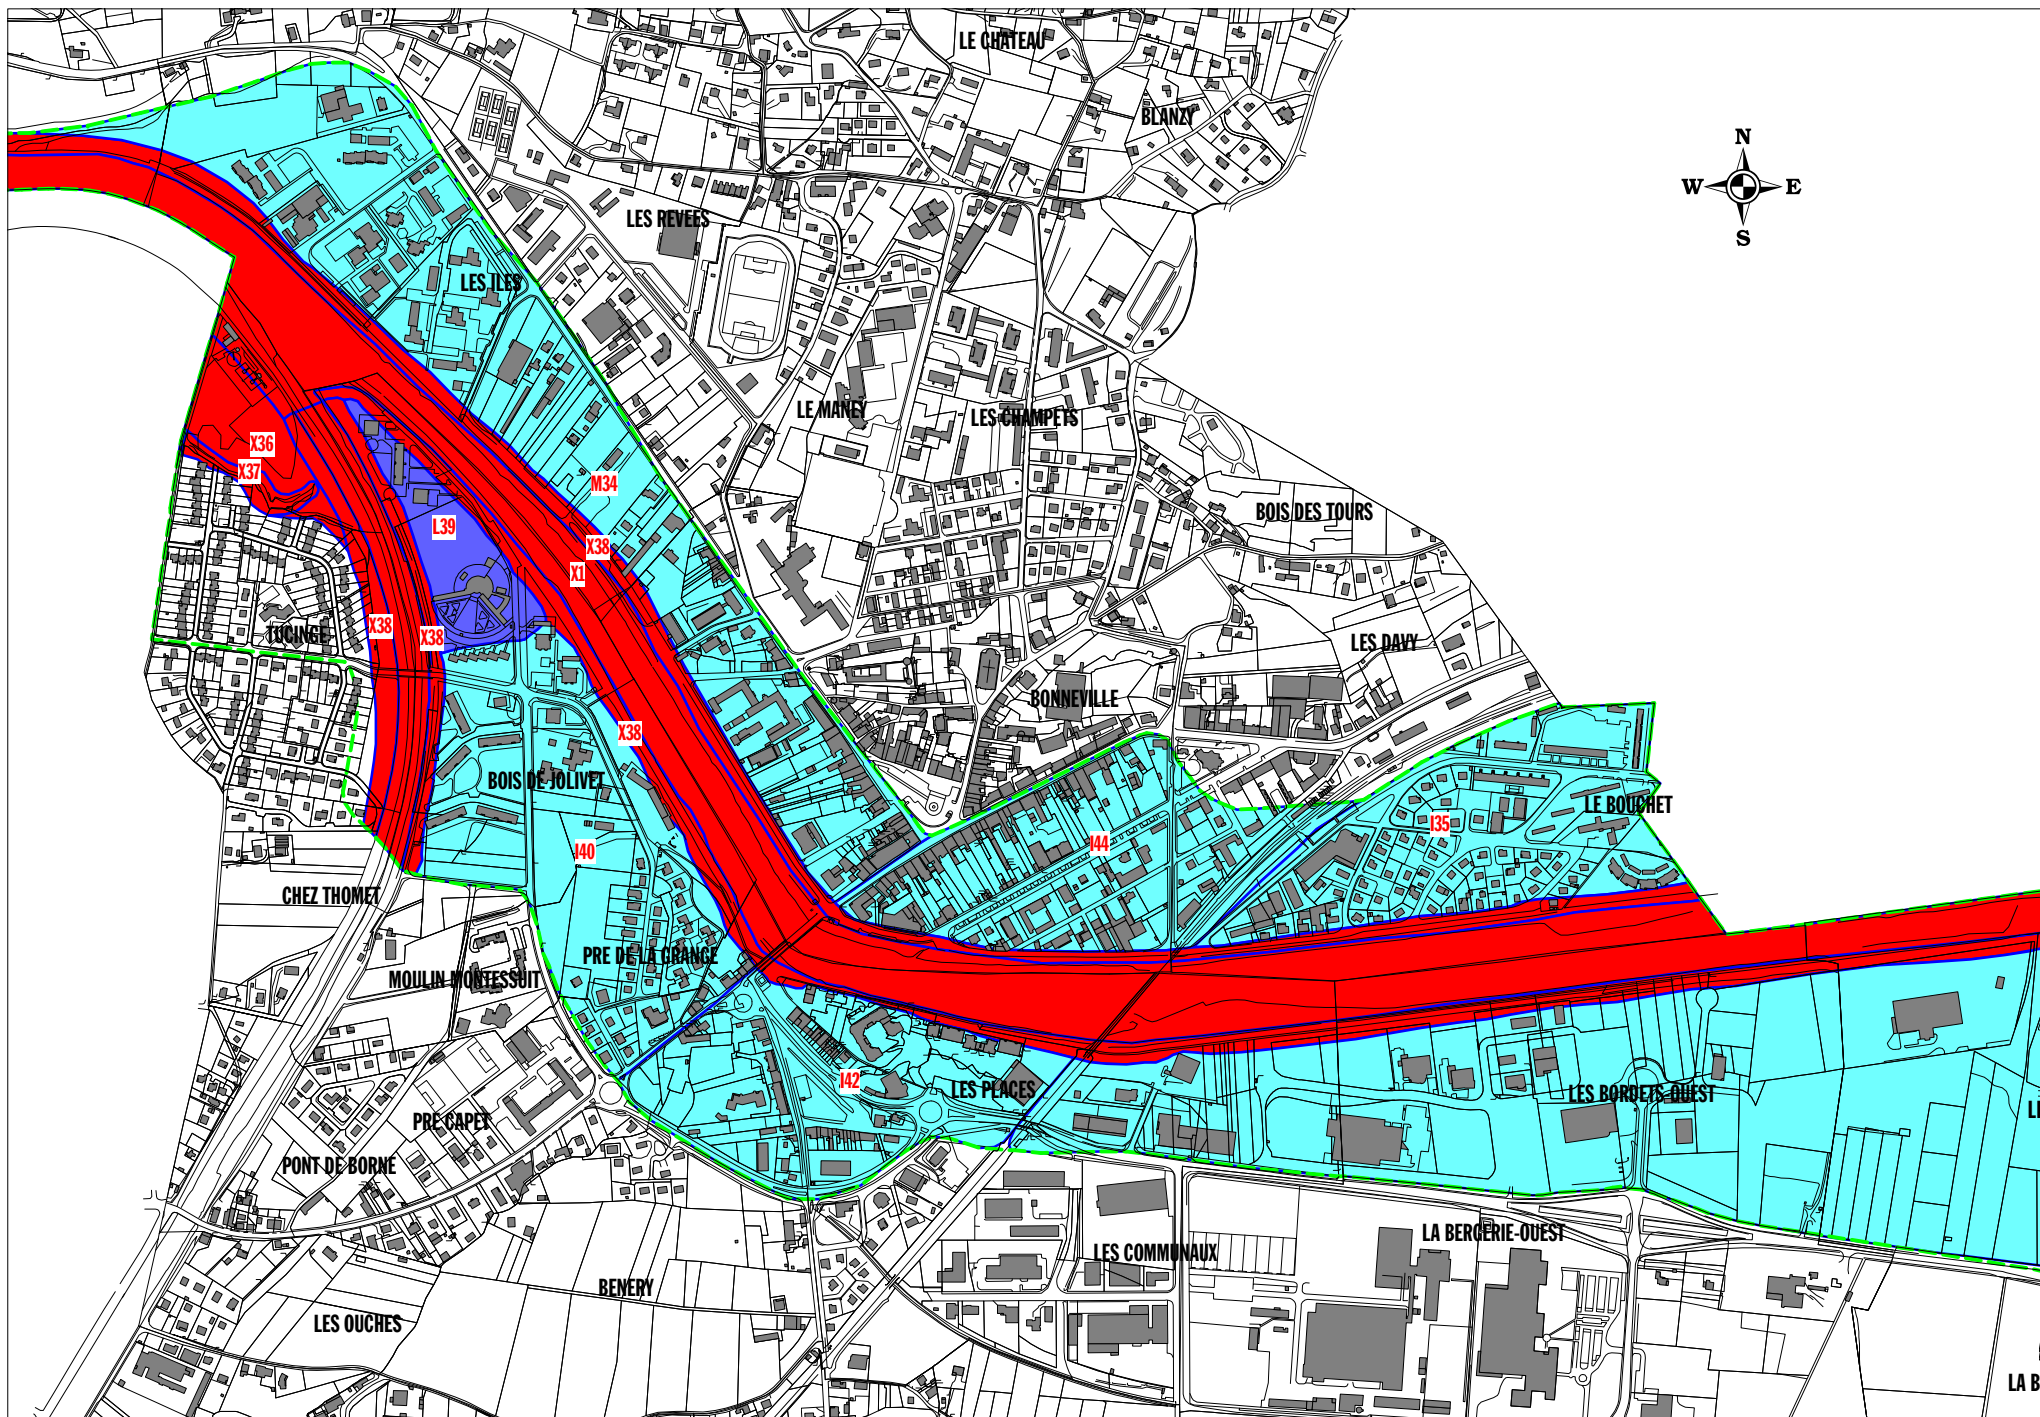 LE CHATEAU
BLANZY
N
W E
S
LES REVEES
LES ILES
LE MANEY
LES CHAMPETS
X36
X37
M34
BOIS DES TOURS
L39
X38
X1
X38
X38
TUCINGE
LES DAVY
BONNEVILLE
X38
BOIS DE JOLIVET
LE BOUCHET
I35
I44
I40
CHEZ THOMET
PRE DE LA GRANGE
MOULIN MONTESSUIT
I42
LES PLACES
LES BORDETS-OUEST
PRE CAPET
PONT DE BORNE
LA BERGERIE-OUEST
LES COMMUNAUX
BENERY
LES OUCHES
LA B